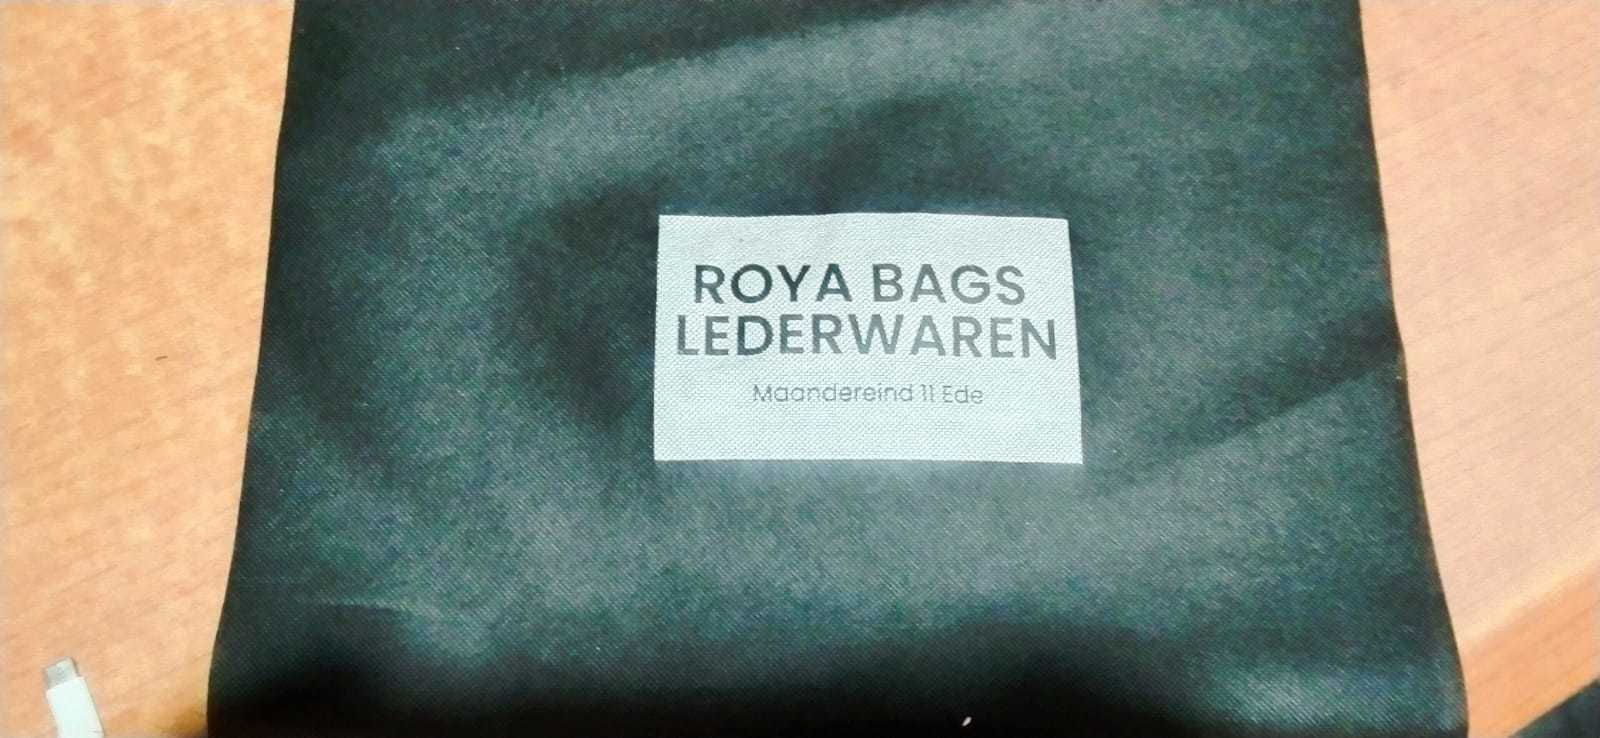 ROYA BAGS
LEDERWAREN
Maandereind 11 Ede